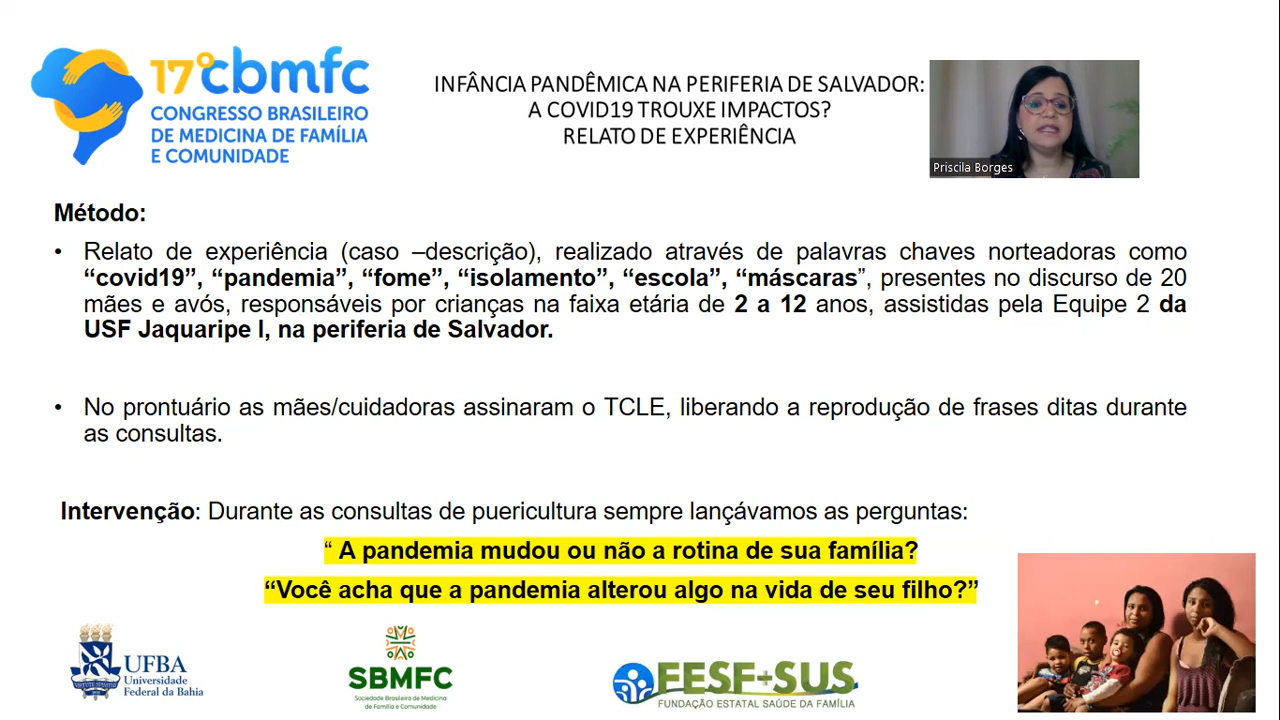 17º cbmfc
CONGRESSO BRASILEIRO
DE MEDICINA DE FAMÍLIA
E COMUNIDADE
INFÂNCIA PANDÊMICA NA PERIFERIA DE SALVADOR:
A COVID19 TROUXE IMPACTOS?
RELATO DE EXPERIÊNCIA
Priscila Borges
Método:
• Relato de experiência (caso –descrição), realizado através de palavras chaves norteadoras como
“covid19”, “pandemia”, “fome”, “isolamento”, “escola”, “máscaras”, presentes no discurso de 20
mães e avós, responsáveis por crianças na faixa etária de 2 a 12 anos, assistidas pela Equipe 2 da
USF Jaquaripe I, na periferia de Salvador.
• No prontuário as mães/cuidadoras assinaram o TCLE, liberando a reprodução de frases ditas durante
as consultas.
Intervenção: Durante as consultas de puericultura sempre lançávamos as perguntas:
“ A pandemia mudou ou não a rotina de sua família?
“Você acha que a pandemia alterou algo na vida de seu filho?”
UFBA
Universidade
Federal da Bahia
SBMFC
Sociedade Brasileira de Medicina
de Família e Comunidade
FESF+SUS
FUNDAÇÃO ESTATAL SAÚDE DA FAMÍLIA